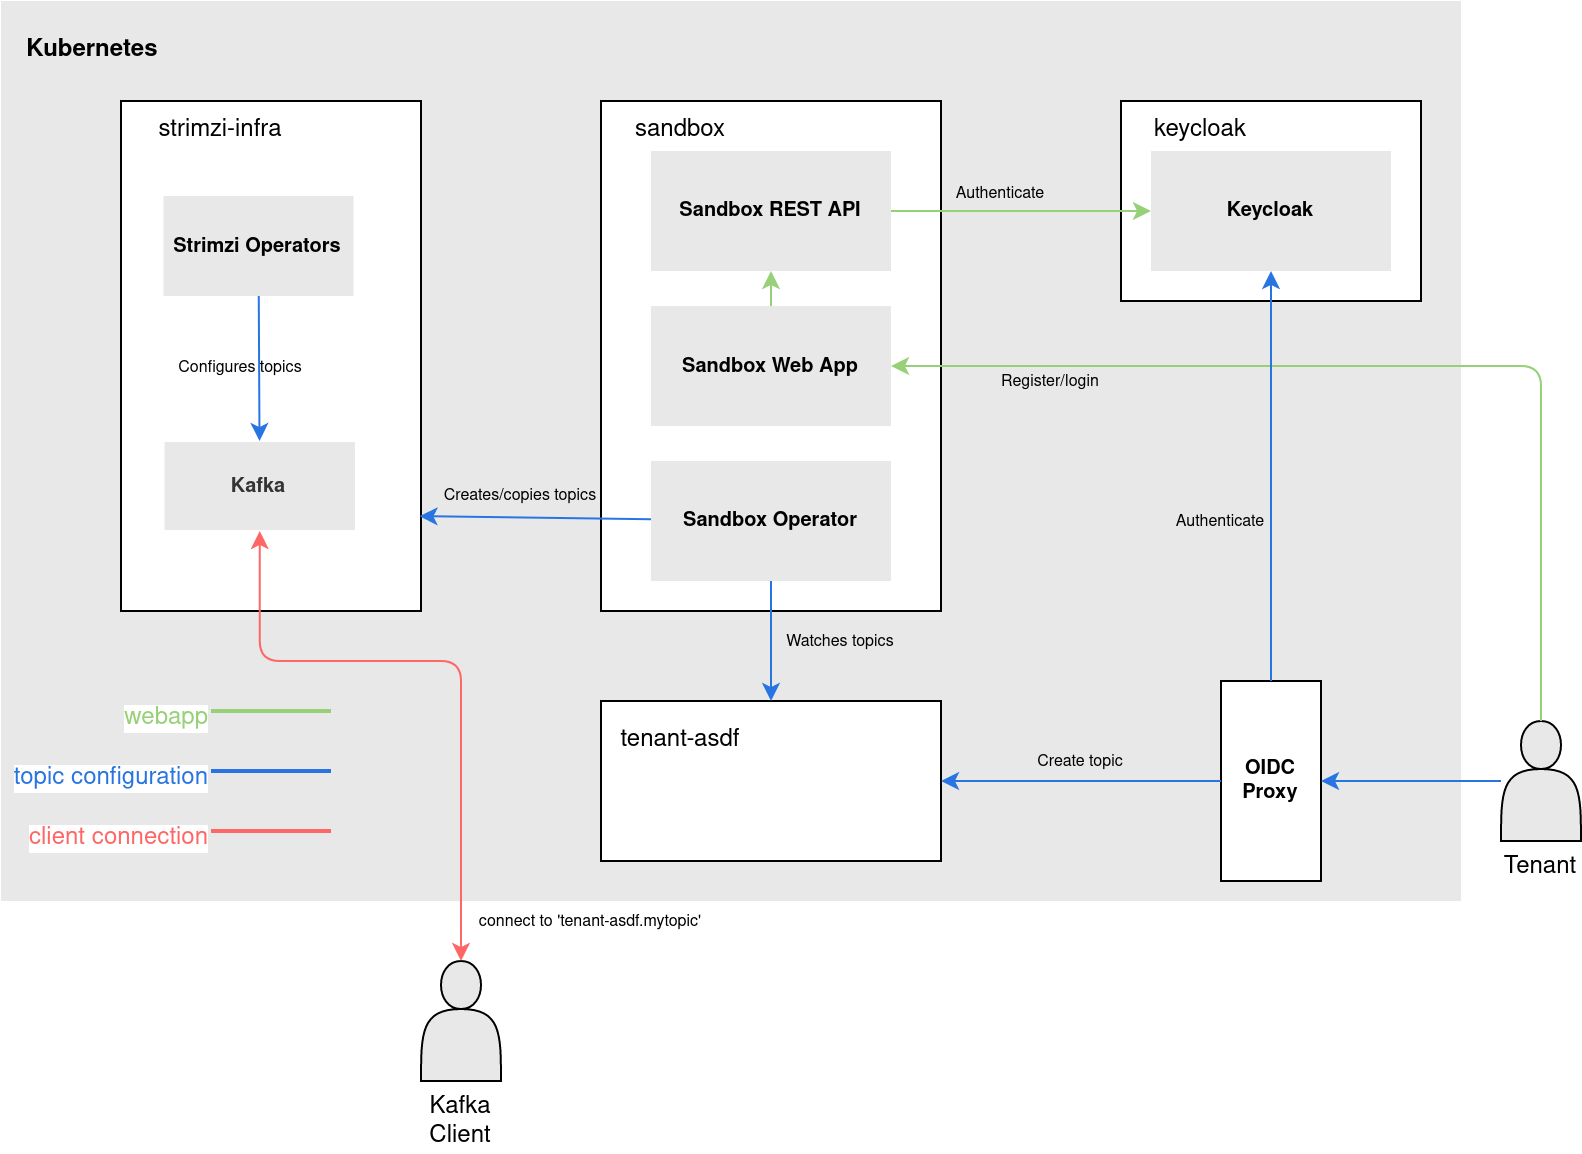 Kubernetes
strimzi-infra
Strimzi Operators
Configures topics
Kafka
sandbox
Sandbox REST API
Sandbox Web App
Sandbox Operator
Authenticate
keycloak
Keycloak
Register/login
Creates/copies topics
Authenticate
Watches topics
tenant-asdf
Create topic
OIDC
Proxy
Tenant
webapp
topic configuration
client connection
connect to 'tenant-asdf.mytopic'
Kafka
Client